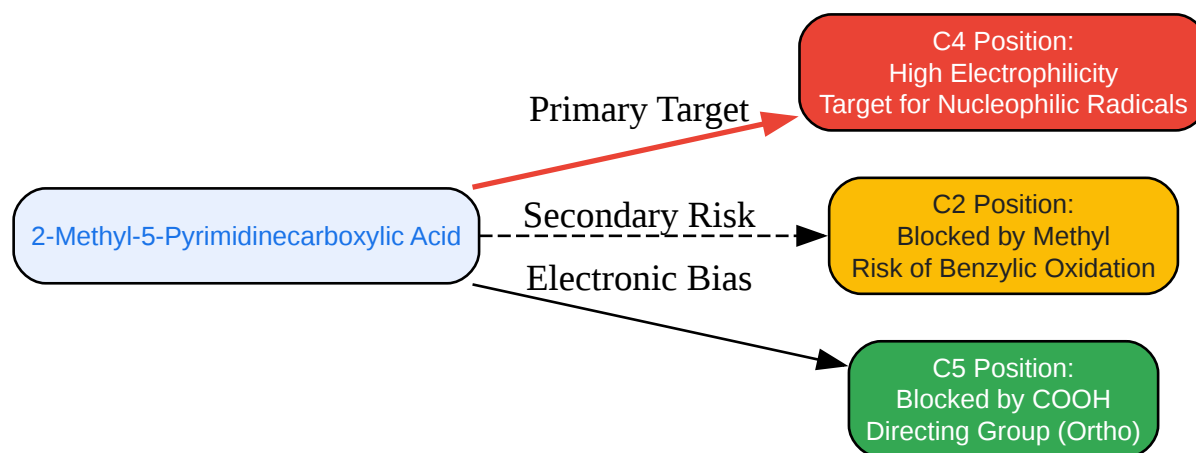 C4 Position:
High Electrophilicity
Target for Nucleophilic Radicals
Primary Target
2-Methyl-5-Pyrimidinecarboxylic Acid
Secondary Risk
C2 Position:
Blocked by Methyl
Risk of Benzylic Oxidation
Electronic Bias
C5 Position:
Blocked by COOH
Directing Group (Ortho)